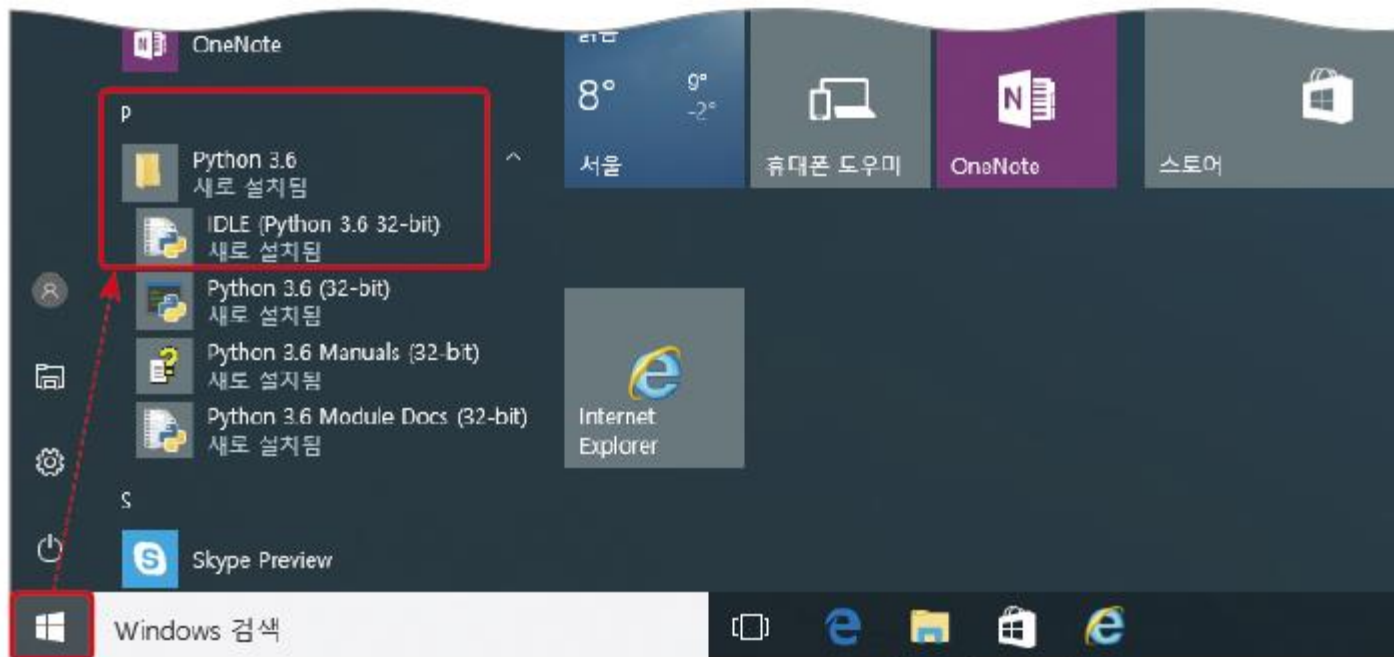 OneNote
P
Python 3.6
새로 설치됨
IDLE (Python 3.6 32-bit)
새로 설치됨
Python 3.6 (32-bit)
새로 설치됨
Python 3.6 Manuals (32-bit)
새로 설치됨
Python 3.6 Module Docs (32-bit)
새로 설치됨
S
Skype Preview
8°
9°
-2°
서울
휴대폰 도우미
OneNote
스토어
Internet
Explorer
Windows 검색